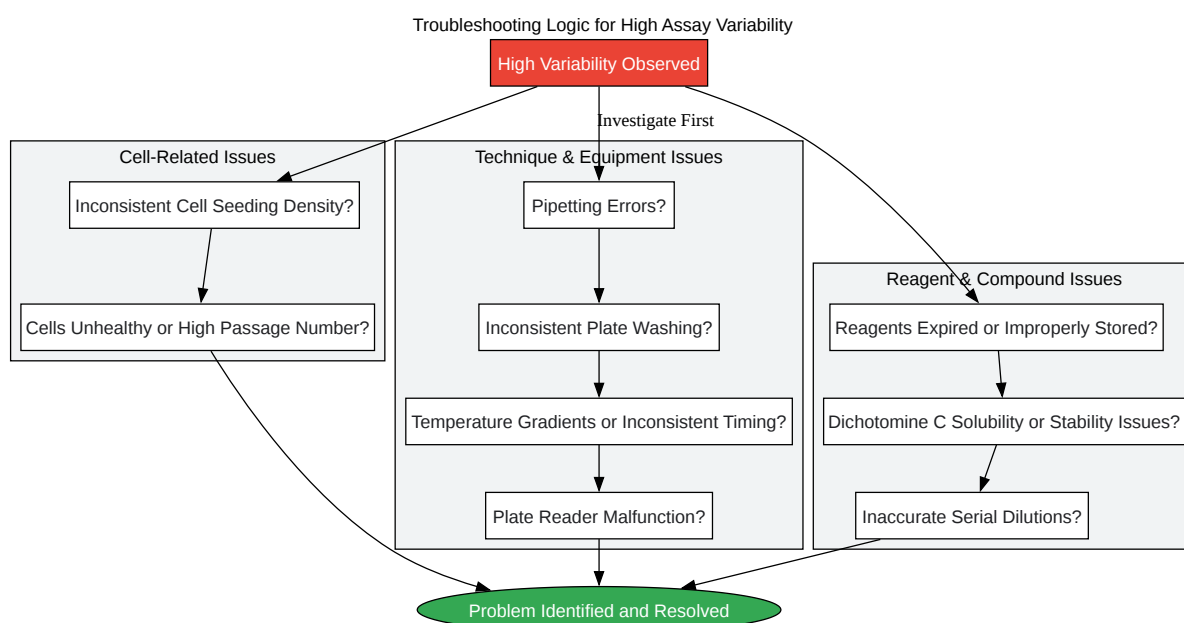 Troubleshooting Logic for High Assay Variability
High Variability Observed
Investigate First
Cell-Related Issues
Inconsistent Cell Seeding Density?
Cells Unhealthy or High Passage Number?
Technique & Equipment Issues
Pipetting Errors?
Inconsistent Plate Washing?
Temperature Gradients or Inconsistent Timing?
Plate Reader Malfunction?
Reagent & Compound Issues
Reagents Expired or Improperly Stored?
Dichotomine C Solubility or Stability Issues?
Inaccurate Serial Dilutions?
Problem Identified and Resolved